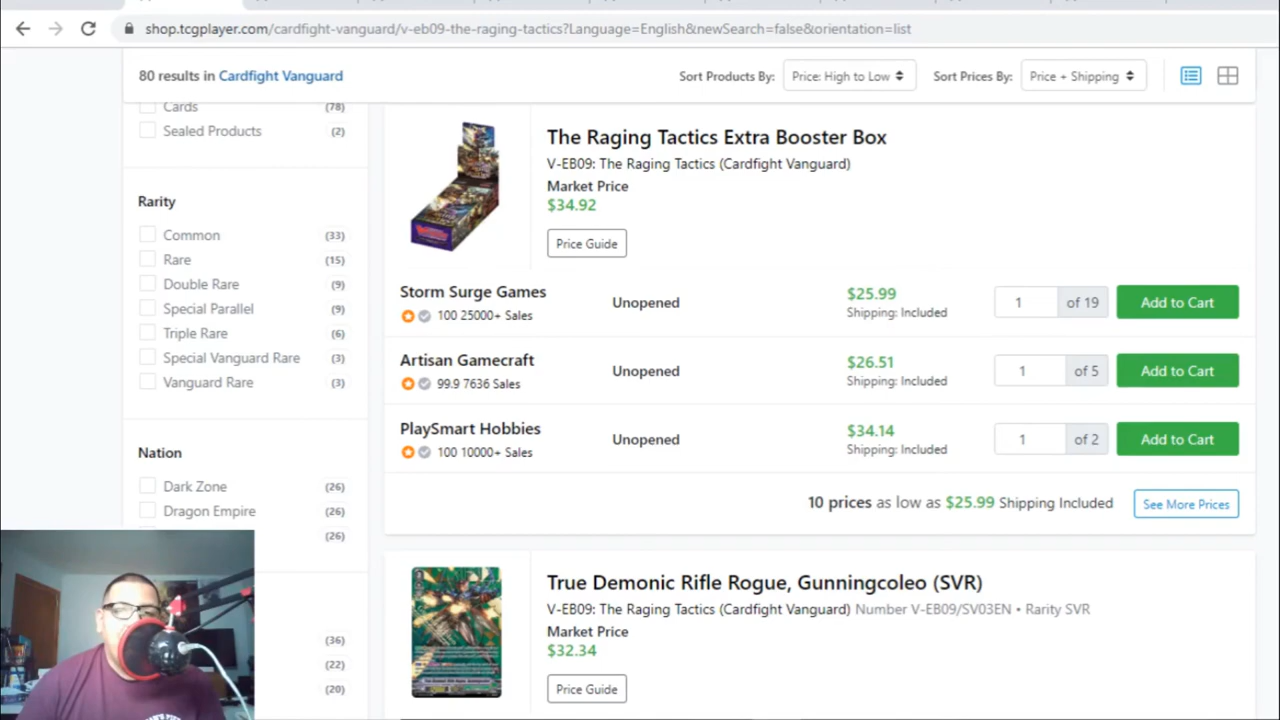 shop.tcgplayer.com/cardfight-vanguard/v-eb09-the-raging-tactics?Language=English&newSearch=false&orientation=list
80 results in Cardfight Vanguard
Sort Products By: Price: High to Low Sort Prices By: Price + Shipping
Cards (78)
Sealed Products (2)
Rarity
Common (33)
Rare (15)
Double Rare (9)
Special Parallel (9)
Triple Rare (6)
Special Vanguard Rare (3)
Vanguard Rare (3)
Nation
Dark Zone (26)
Dragon Empire (26)
(26)
(36)
(22)
(20)
The Raging Tactics Extra Booster Box
V-EB09: The Raging Tactics (Cardfight Vanguard)
Market Price
$34.92
Price Guide
Storm Surge Games Unopened $25.99 1 of 19 Add to Cart
100 25000+ Sales Shipping: Included
Artisan Gamecraft Unopened $26.51 1 of 5 Add to Cart
99.9 7636 Sales Shipping: Included
PlaySmart Hobbies Unopened $34.14 1 of 2 Add to Cart
100 10000+ Sales Shipping: Included
10 prices as low as $25.99 Shipping Included See More Prices
True Demonic Rifle Rogue, Gunningcoleo (SVR)
V-EB09: The Raging Tactics (Cardfight Vanguard) Number V-EB09/SV03EN • Rarity SVR
Market Price
$32.34
Price Guide